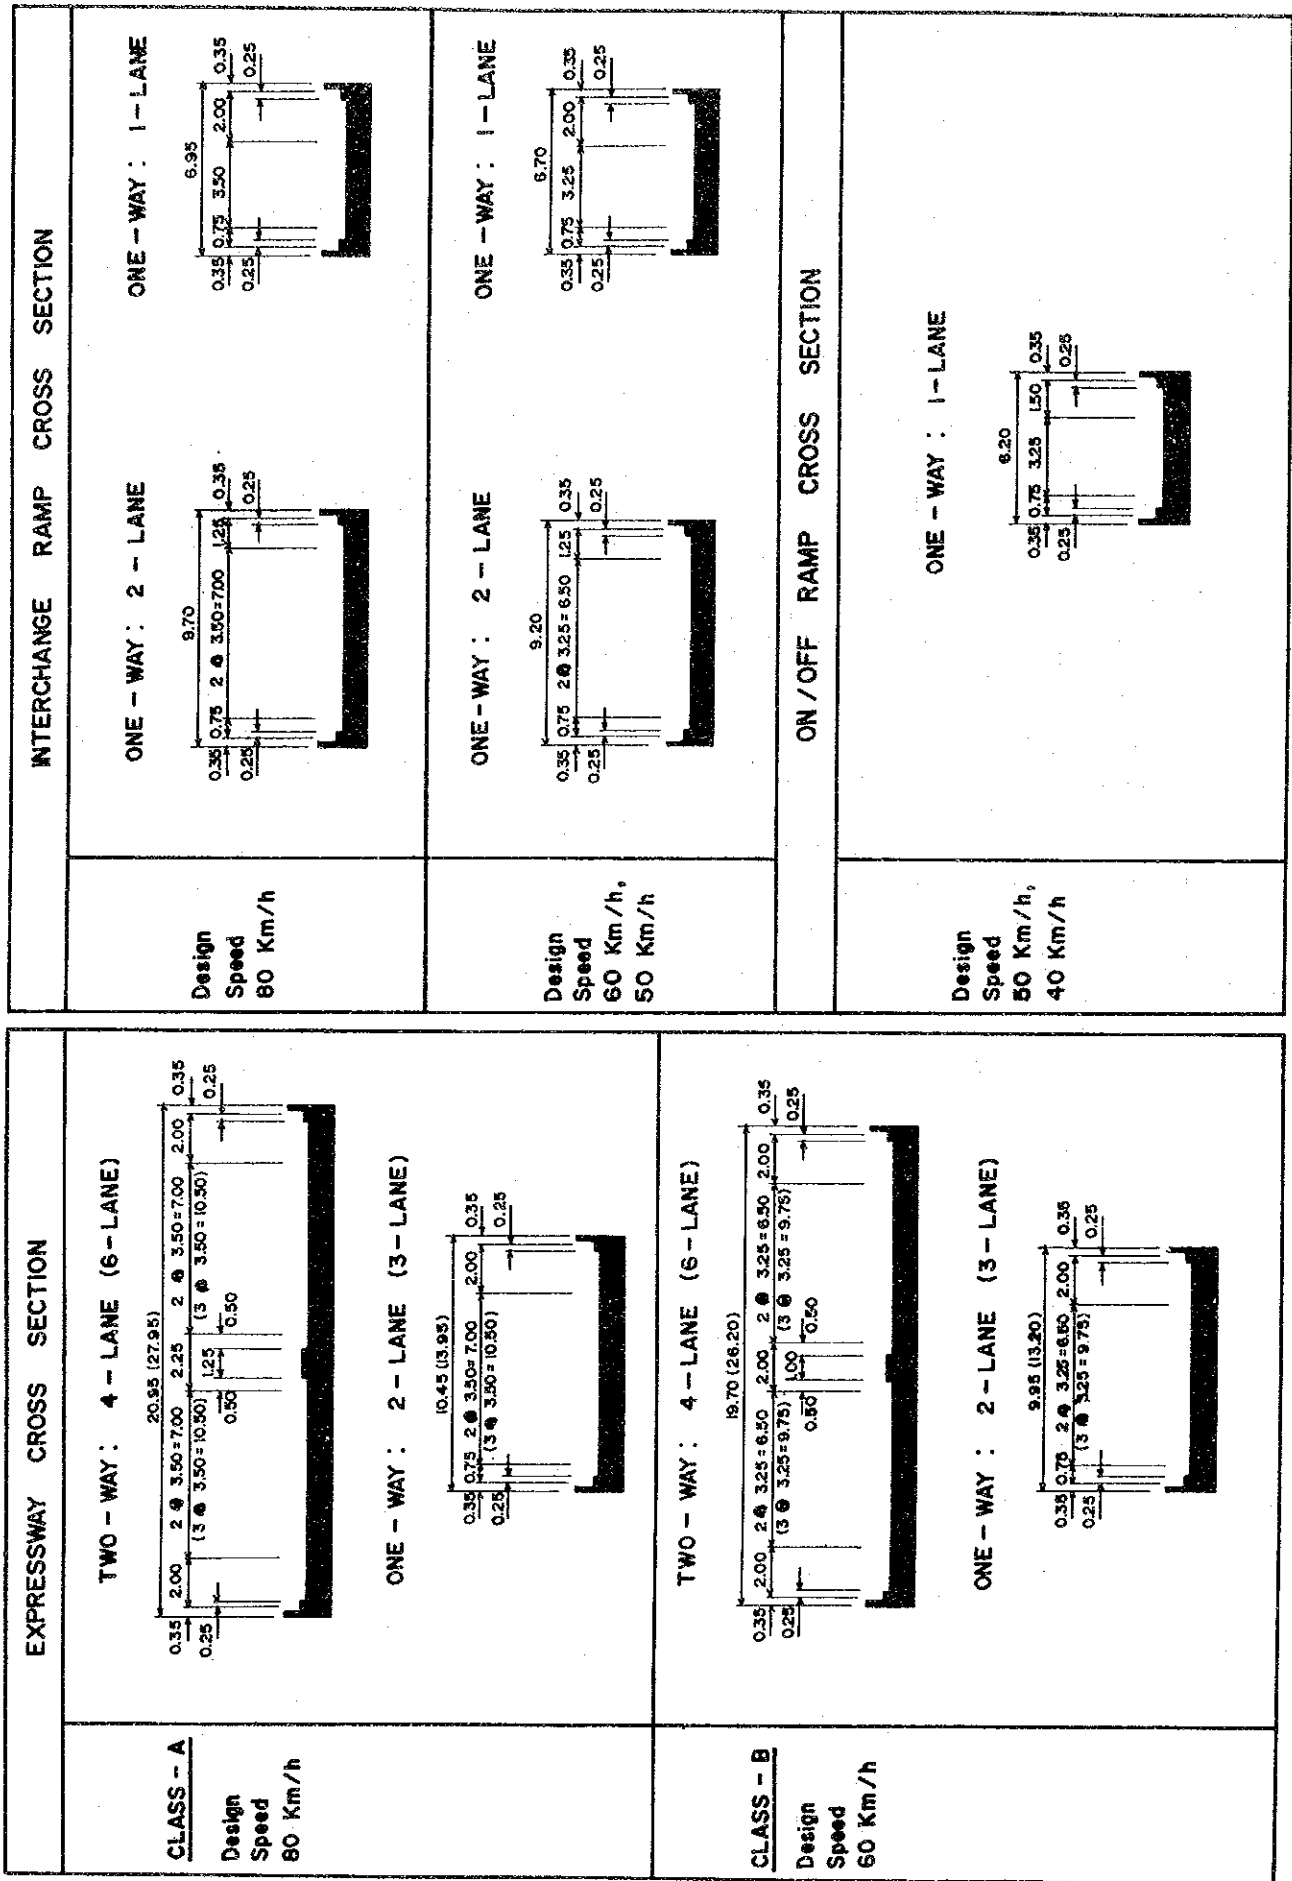 EXPRESSWAY CROSS SECTION
CLASS - A
Design
Speed
80 Km/h
TWO - WAY : 4 - LANE (6 - LANE)
20.95 (27.95)
0.35 2.00 2 @ 3.50 = 7.00 2.25 2 @ 3.50 = 7.00 2.00 0.35
(3 @ 3.50 = 10.50) 1.25 (3 @ 3.50 = 10.50)
0.25 0.50 0.50 0.25
ONE - WAY : 2 - LANE (3 - LANE)
10.45 (13.95)
0.35 0.75 2 @ 3.50 = 7.00 2.00 0.35
0.25 (3 @ 3.50 = 10.50) 0.25
CLASS - B
Design
Speed
60 Km/h
TWO - WAY : 4 - LANE (6 - LANE)
19.70 (26.20)
0.35 2.00 2 @ 3.25 = 6.50 2.00 2 @ 3.25 = 6.50 2.00 0.35
0.25 (3 @ 3.25 = 9.75) 1.00 (3 @ 3.25 = 9.75) 0.25
0.50 0.50
ONE - WAY : 2 - LANE (3 - LANE)
9.95 (13.20)
0.35 0.75 2 @ 3.25 = 6.50 2.00 0.35
0.25 (3 @ 3.25 = 9.75) 0.25
INTERCHANGE RAMP CROSS SECTION
Design
Speed
80 Km/h
ONE - WAY : 2 - LANE
9.70
0.35 0.75 2 @ 3.50 = 7.00 1.25 0.35
0.25 0.25
ONE - WAY : 1 - LANE
6.95
0.35 0.75 3.50 2.00 0.35
0.25 0.25
Design
Speed
60 Km/h,
50 Km/h
ONE - WAY : 2 - LANE
9.20
0.35 0.75 2 @ 3.25 = 6.50 1.25 0.35
0.25 0.25
ONE - WAY : 1 - LANE
6.70
0.35 0.75 3.25 2.00 0.35
0.25 0.25
ON / OFF RAMP CROSS SECTION
Design
Speed
50 Km/h,
40 Km/h
ONE - WAY : 1 - LANE
6.20
0.35 0.75 3.25 1.50 0.35
0.25 0.25